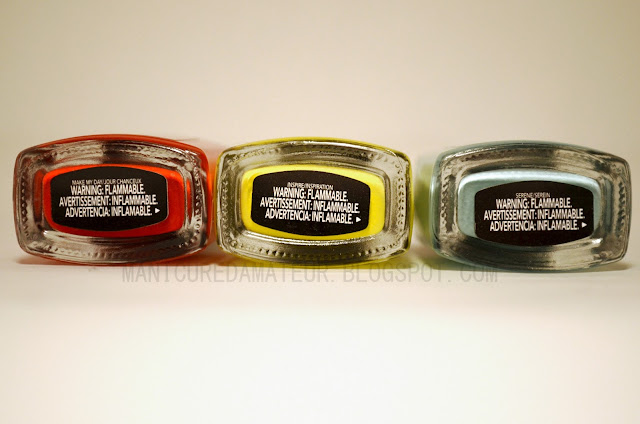 MAKE MY DAY/JOUR CHANCEUX
WARNING: FLAMMABLE.
AVERTISSEMENT: INFLAMMABLE.
ADVERTENCIA: INFLAMABLE. ►
INSPIRE/INSPIRATION
WARNING: FLAMMABLE.
AVERTISSEMENT: INFLAMMABLE.
ADVERTENCIA: INFLAMABLE. ►
SERENE/SEREIN
WARNING: FLAMMABLE.
AVERTISSEMENT: INFLAMMABLE.
ADVERTENCIA: INFLAMABLE. ►
MANICUREDAMATEUR.BLOGSPOT.COM